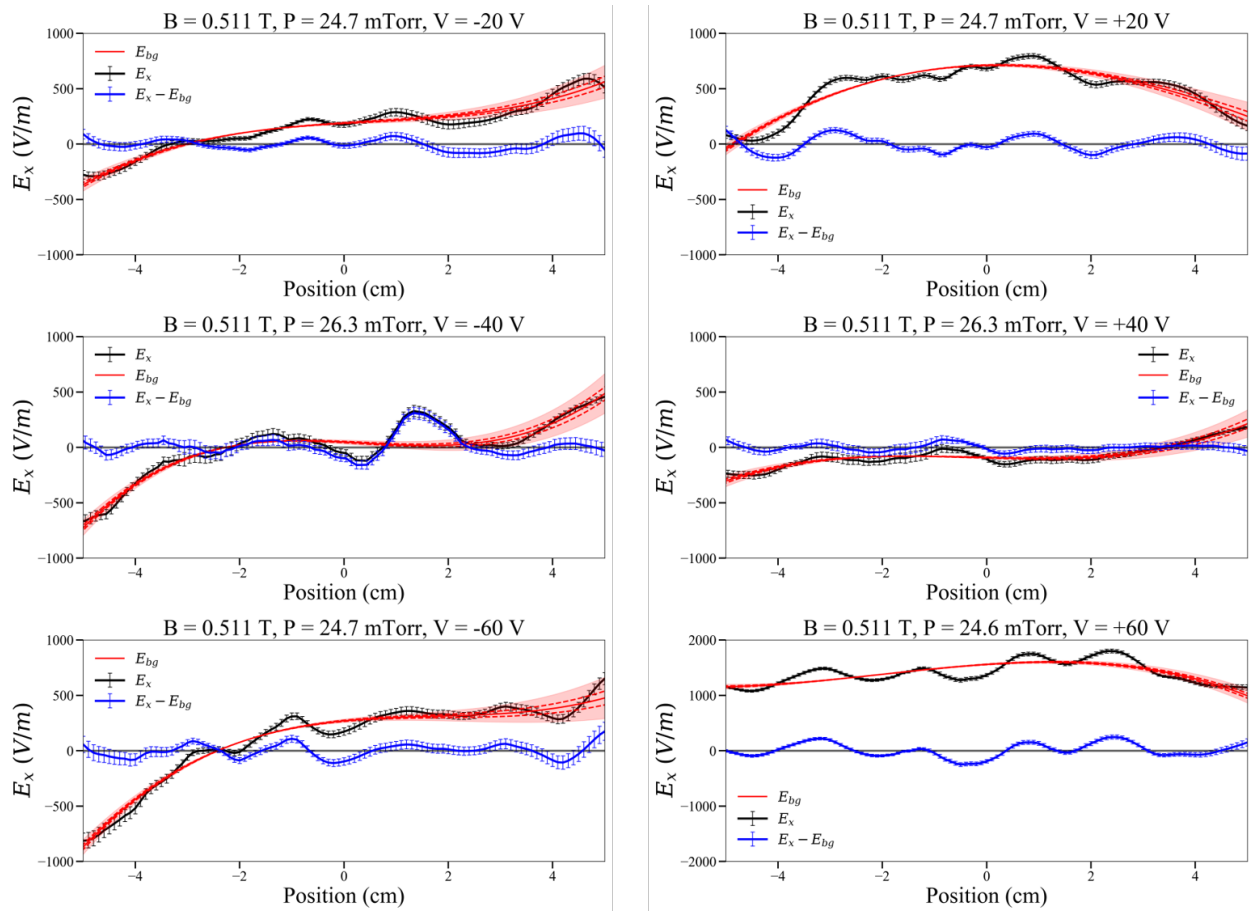 B = 0.511 T, P = 24.7 mTorr, V = -20 V
1000
500
0
−500
−1000
E_x (V/m)
E_bg
E_x
E_x − E_bg
−4 −2 0 2 4
Position (cm)
B = 0.511 T, P = 24.7 mTorr, V = +20 V
1000
500
0
−500
−1000
E_x (V/m)
E_bg
E_x
E_x − E_bg
−4 −2 0 2 4
Position (cm)
B = 0.511 T, P = 26.3 mTorr, V = -40 V
1000
500
0
−500
−1000
E_x (V/m)
E_x
E_bg
E_x − E_bg
−4 −2 0 2 4
Position (cm)
B = 0.511 T, P = 26.3 mTorr, V = +40 V
1000
500
0
−500
−1000
E_x (V/m)
E_x
E_bg
E_x − E_bg
−4 −2 0 2 4
Position (cm)
B = 0.511 T, P = 24.7 mTorr, V = -60 V
1000
500
0
−500
−1000
E_x (V/m)
E_bg
E_x
E_x − E_bg
−4 −2 0 2 4
Position (cm)
B = 0.511 T, P = 24.6 mTorr, V = +60 V
2000
1000
0
−1000
−2000
E_x (V/m)
E_bg
E_x
E_x − E_bg
−4 −2 0 2 4
Position (cm)